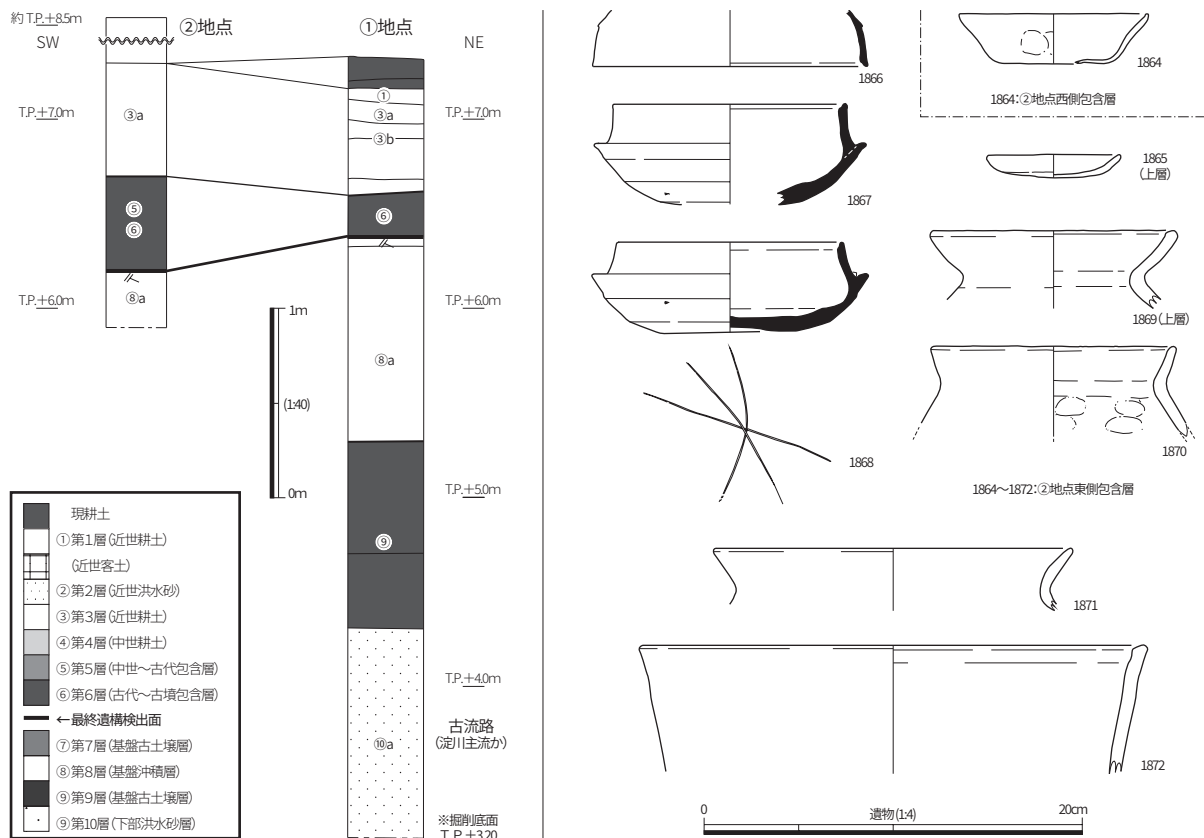 約 T.P.+8.5m
SW
②地点
①地点
NE
T.P.+7.0m
T.P.+7.0m
③a
①
③a
③b
⑤
⑥
⑥
T.P.+6.0m
T.P.+6.0m
⑧a
⑧a
1m
(1:40)
0m
T.P.+5.0m
⑨
T.P.+4.0m
古流路
(淀川主流か)
⑩a
※掘削底面
T.P.+3.20
現耕土
①第1層(近世耕土)
(近世客土)
②第2層(近世洪水砂)
③第3層(近世耕土)
④第4層(中世耕土)
⑤第5層(中世～古代包含層)
⑥第6層(古代～古墳包含層)
←最終遺構検出面
⑦第7層(基盤古土壌層)
⑧第8層(基盤沖積層)
⑨第9層(基盤古土壌層)
⑨第10層(下部洪水砂層)
1866
1864
1864:②地点西側包含層
1867
1865
(上層)
1869(上層)
1868
1870
1864～1872:②地点東側包含層
1871
1872
0
遺物(1:4)
20cm